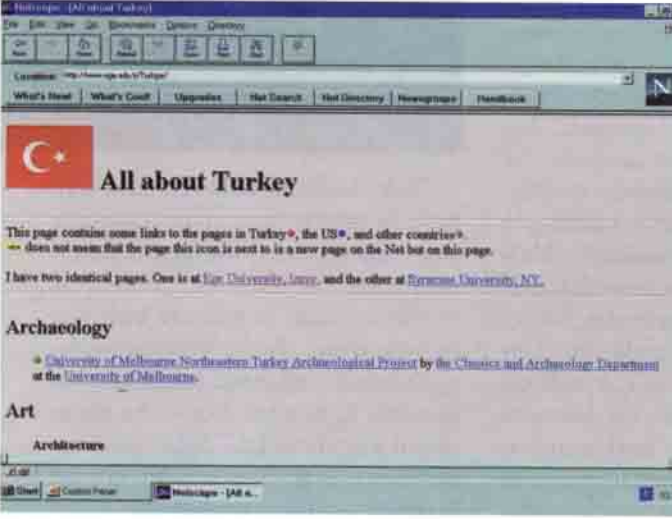 Netscape - [All about Turkey]
File Edit View Go Bookmarks Options Directory
Location:
What's New! What's Cool! Upgrades Net Search Net Directory Newsgroups Handbook
All about Turkey
This page contains some links to the pages in Turkey, the US, and other countries.
does not mean that the page this icon is next to is a new page on the Net but on this page.
I have two identical pages. One is at Ege University, Izmir, and the other at Syracuse University, NY.
Archaeology
University of Melbourne Northeastern Turkey Archaeological Project by the Classics and Archaeology Department
at the University of Melbourne.
Art
Architecture
Start Control Panel Netscape - [All a...